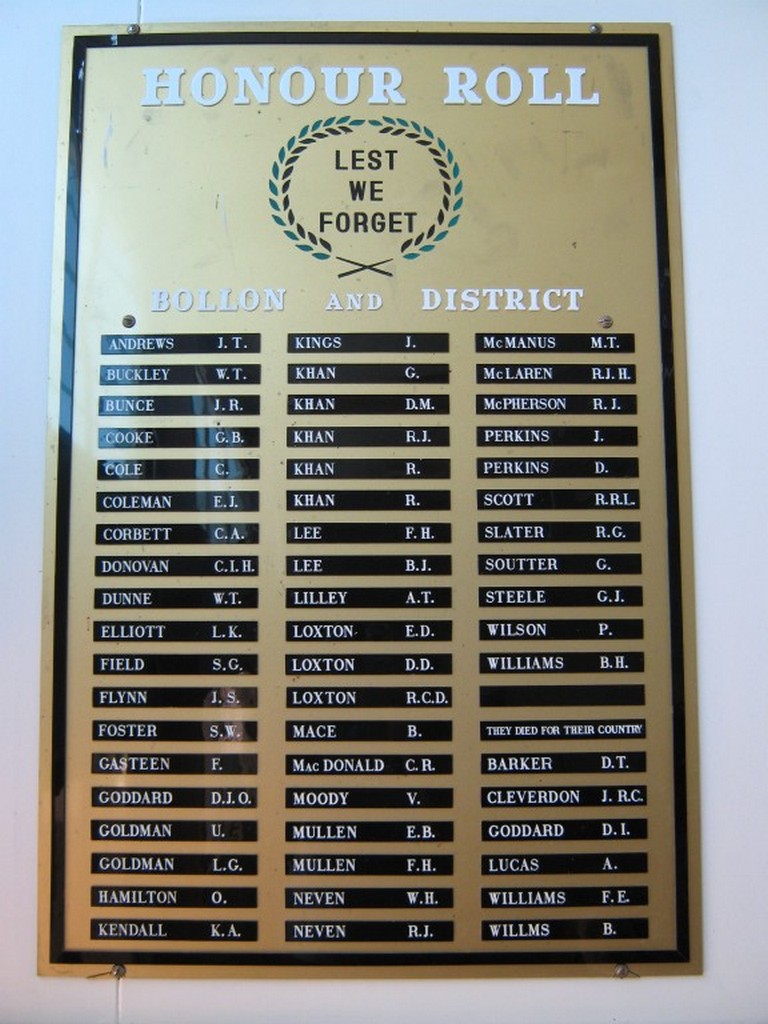 HONOUR ROLL
LEST
WE
FORGET
BOLLON AND DISTRICT
ANDREWS J. T.
BUCKLEY W. T.
BUNCE J. R.
COOKE G. B.
COLE C.
COLEMAN E. J.
CORBETT C. A.
DONOVAN C. I. H.
DUNNE W. T.
ELLIOTT L. K.
FIELD S. G.
FLYNN J. S.
FOSTER S. W.
GASTEEN F.
GODDARD D. J. O.
GOLDMAN U.
GOLDMAN L. G.
HAMILTON O.
KENDALL K. A.
KINGS J.
KHAN G.
KHAN D. M.
KHAN R. J.
KHAN R.
KHAN R.
LEE F. H.
LEE B. J.
LILLEY A. T.
LOXTON E. D.
LOXTON D. D.
LOXTON R. C. D.
MACE B.
MAC DONALD C. R.
MOODY V.
MULLEN E. B.
MULLEN F. H.
NEVEN W. H.
NEVEN R. J.
McMANUS M. T.
McLAREN R. J. H.
McPHERSON R. J.
PERKINS J.
PERKINS D.
SCOTT R. R. L.
SLATER R. G.
SOUTTER G.
STEELE G. J.
WILSON P.
WILLIAMS B. H.
THEY DIED FOR THEIR COUNTRY
BARKER D. T.
CLEVERDON J. R. C.
GODDARD D. I.
LUCAS A.
WILLIAMS F. E.
WILLMS B.